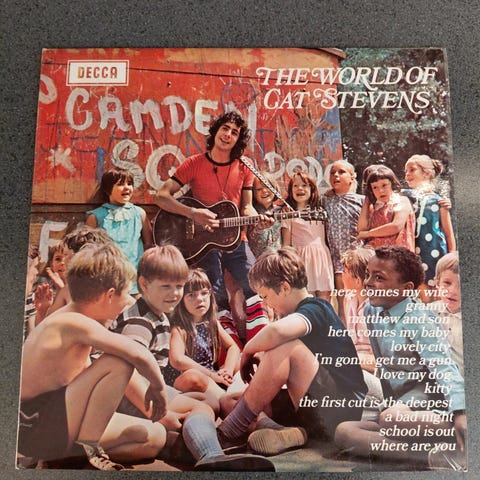 DECCA
THE WORLD OF
CAT STEVENS
CAMDEN
SO
here comes my wife
granny
matthew and son
here comes my baby
lovely city
I'm gonna get me a gun
I love my dog
kitty
the first cut is the deepest
a bad night
school is out
where are you